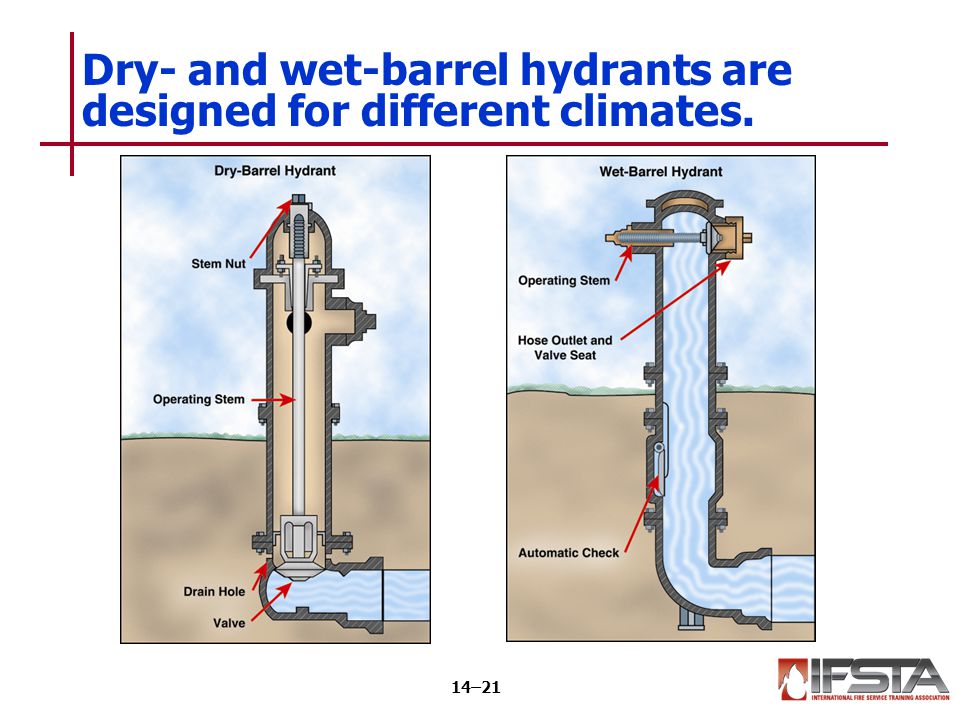 Dry- and wet-barrel hydrants are
designed for different climates.
Dry-Barrel Hydrant
Stem Nut
Operating Stem
Drain Hole
Valve
Wet-Barrel Hydrant
Operating Stem
Hose Outlet and
Valve Seat
Automatic Check
14–21
IFSTA
INTERNATIONAL FIRE SERVICE TRAINING ASSOCIATION